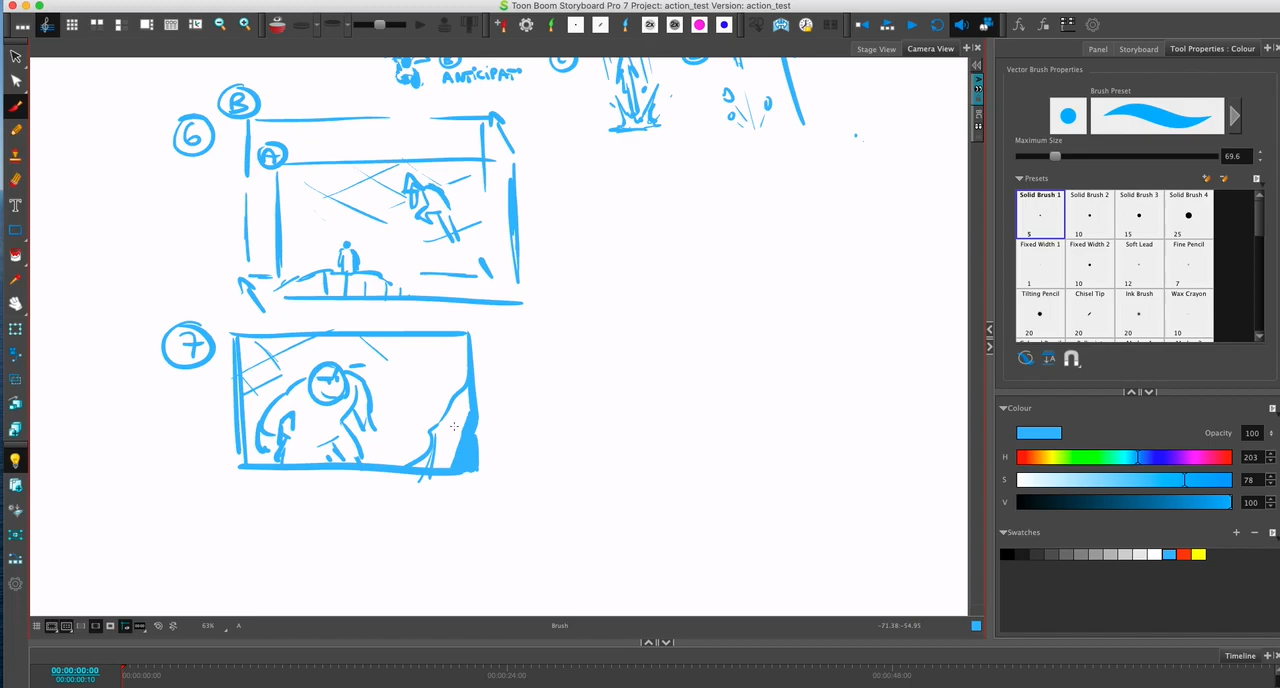 Toon Boom Storyboard Pro 7 Project: action_test Version: action_test
2x
2x
Stage View
Camera View
Panel
Storyboard
Tool Properties : Colour
Vector Brush Properties
Brush Preset
Maximum Size
69.6
Presets
Solid Brush 1
Solid Brush 2
Solid Brush 3
Solid Brush 4
5
10
15
25
Fixed Width 1
Fixed Width 2
Soft Lead
Fine Pencil
1
10
12
7
Tilting Pencil
Chisel Tip
Ink Brush
Wax Crayon
20
20
20
10
Colour
Opacity
100
H
203
S
78
V
100
Swatches
B
ANTICIPAT
C
B
6
A
7
63%
A
Brush
-71.38:-54.95
Timeline
00:00:00:00
00:00:00:10
00:00:00:00
00:00:24:00
00:00:48:00